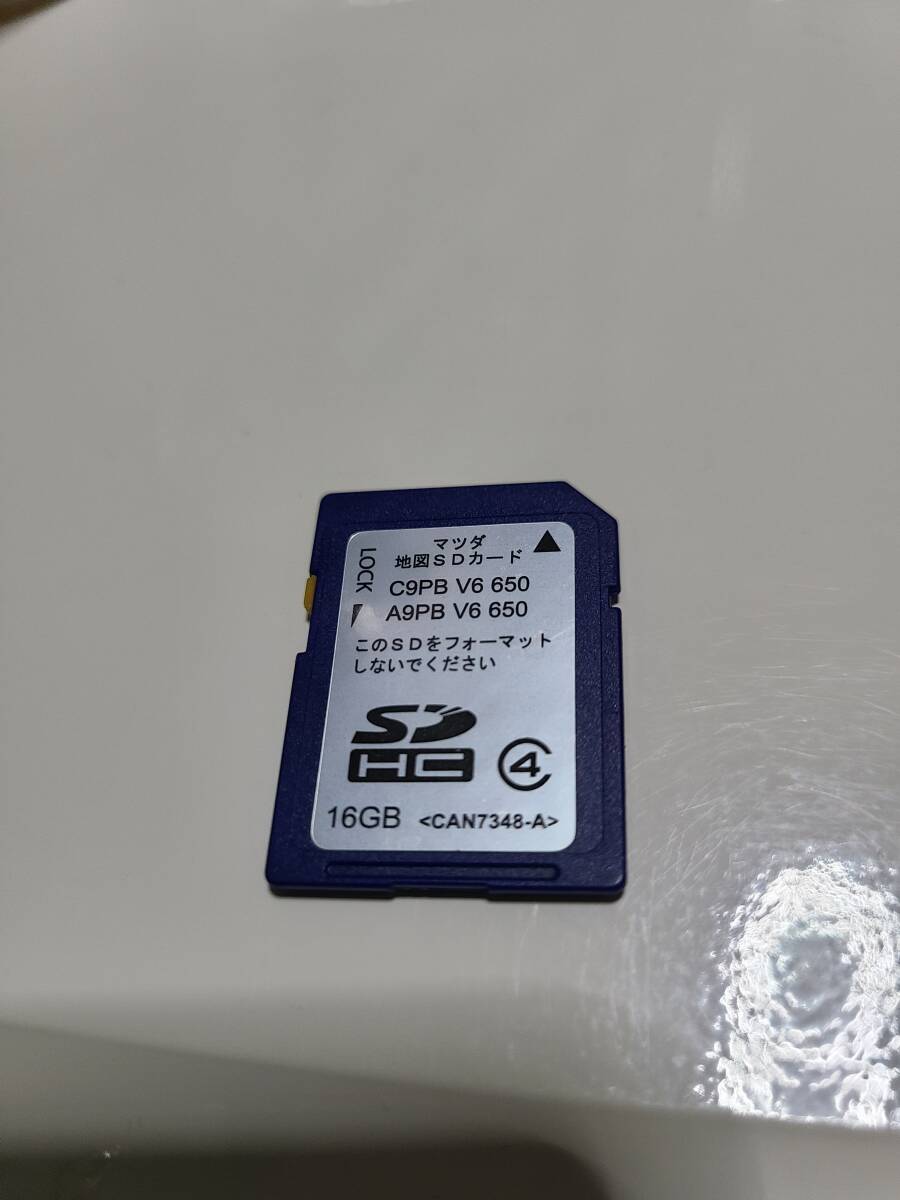 マツダ
地図SDカード
LOCK
C9PB V6 650
A9PB V6 650
このSDをフォーマット
しないでください
SD
HC
4
16GB <CAN7348-A>